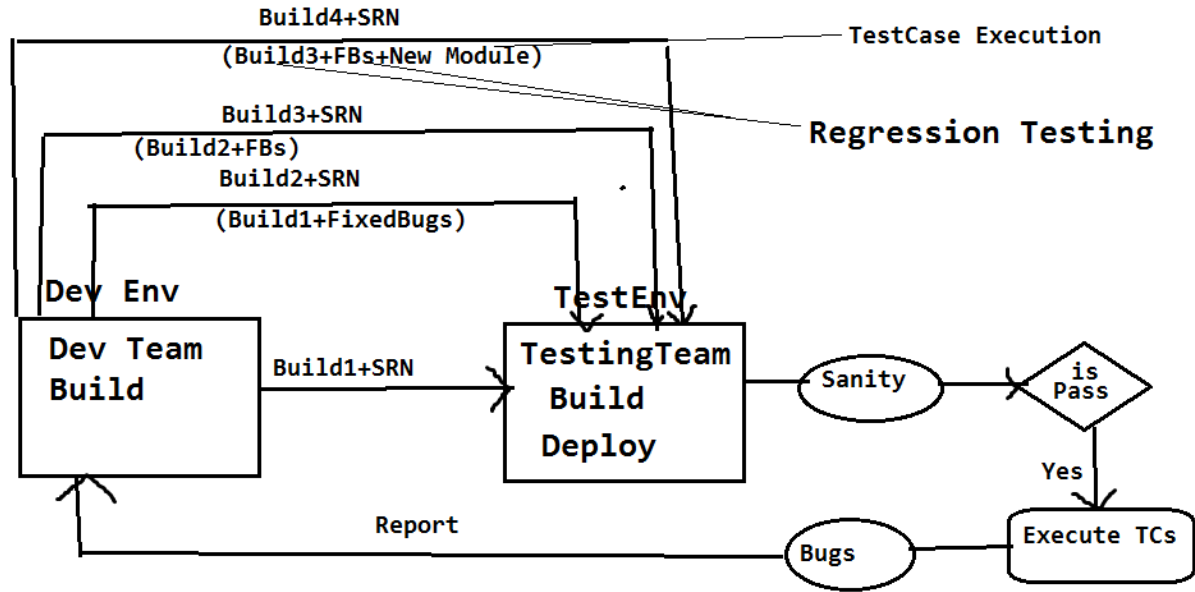 Build4+SRN
TestCase Execution
(Build3+FBs+New Module)
Build3+SRN
Regression Testing
(Build2+FBs)
Build2+SRN
(Build1+FixedBugs)
Dev Env
TestEnv
Dev Team
Build
Build1+SRN
TestingTeam
Build
Deploy
Sanity
is
Pass
Yes
Execute TCs
Bugs
Report